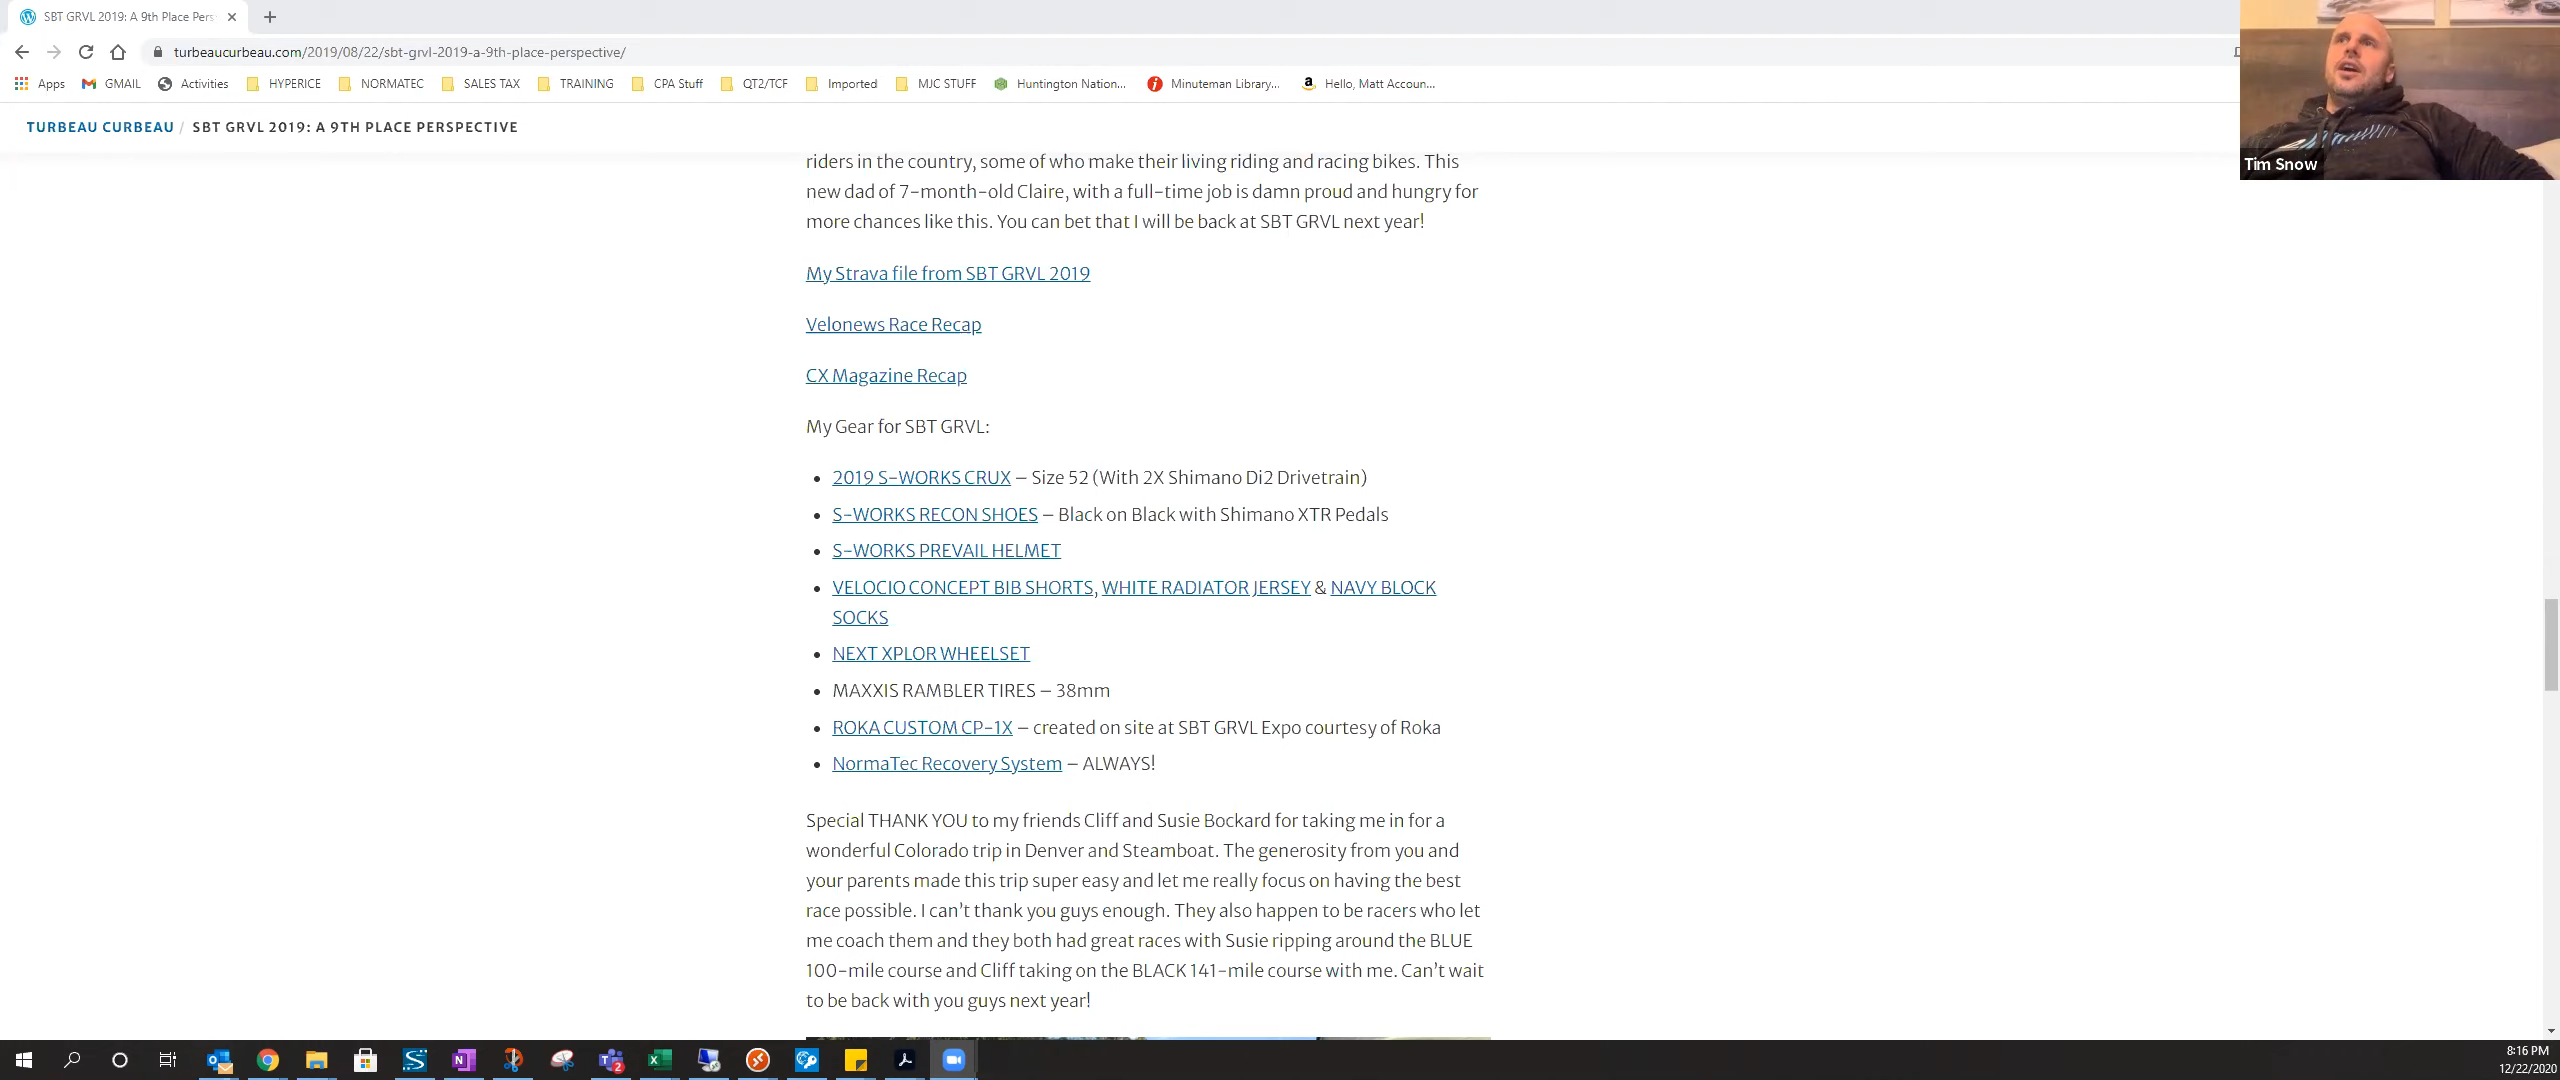 SBT GRVL 2019: A 9th Place Pers
turbeaucurbeau.com/2019/08/22/sbt-grvl-2019-a-9th-place-perspective/
Apps GMAIL Activities HYPERICE NORMATEC SALES TAX TRAINING CPA Stuff QT2/TCF Imported MJC STUFF Huntington Nation... Minuteman Library... Hello, Matt Accoun...
TURBEAU CURBEAU / SBT GRVL 2019: A 9TH PLACE PERSPECTIVE
Tim Snow
riders in the country, some of who make their living riding and racing bikes. This
new dad of 7-month-old Claire, with a full-time job is damn proud and hungry for
more chances like this. You can bet that I will be back at SBT GRVL next year!
My Strava file from SBT GRVL 2019
Velonews Race Recap
CX Magazine Recap
My Gear for SBT GRVL:
• 2019 S-WORKS CRUX – Size 52 (With 2X Shimano Di2 Drivetrain)
• S-WORKS RECON SHOES – Black on Black with Shimano XTR Pedals
• S-WORKS PREVAIL HELMET
• VELOCIO CONCEPT BIB SHORTS, WHITE RADIATOR JERSEY & NAVY BLOCK
SOCKS
• NEXT XPLOR WHEELSET
• MAXXIS RAMBLER TIRES – 38mm
• ROKA CUSTOM CP-1X – created on site at SBT GRVL Expo courtesy of Roka
• NormaTec Recovery System – ALWAYS!
Special THANK YOU to my friends Cliff and Susie Bockard for taking me in for a
wonderful Colorado trip in Denver and Steamboat. The generosity from you and
your parents made this trip super easy and let me really focus on having the best
race possible. I can't thank you guys enough. They also happen to be racers who let
me coach them and they both had great races with Susie ripping around the BLUE
100-mile course and Cliff taking on the BLACK 141-mile course with me. Can't wait
to be back with you guys next year!
8:16 PM
12/22/2020